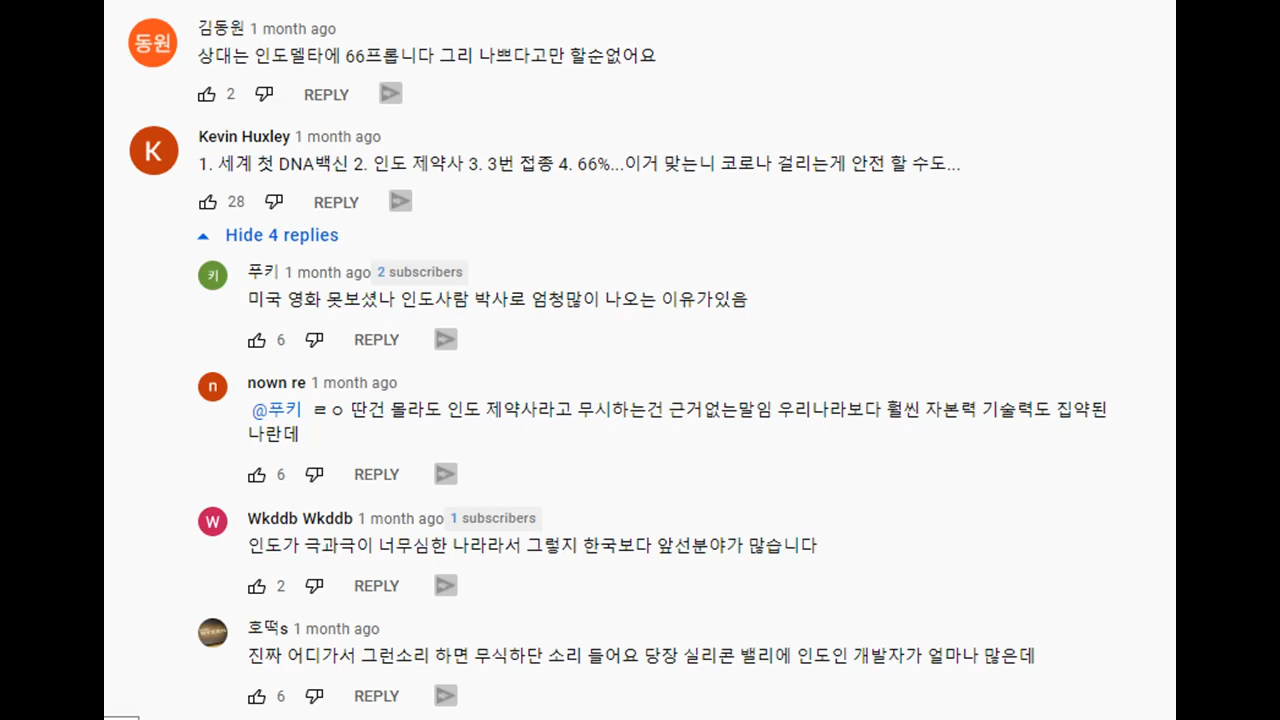 동원
김동원 1 month ago
상대는 인도델타에 66프롭니다 그리 나쁘다고만 할순없어요
2 REPLY
K
Kevin Huxley 1 month ago
1. 세계 첫 DNA백신 2. 인도 제약사 3. 3번 접종 4. 66%...이거 맞는니 코로나 걸리는게 안전 할 수도...
28 REPLY
Hide 4 replies
키
푸키 1 month ago 2 subscribers
미국 영화 못보셨나 인도사람 박사로 엄청많이 나오는 이유가있음
6 REPLY
n
nown re 1 month ago
@푸키 ㄹㅇ 딴건 몰라도 인도 제약사라고 무시하는건 근거없는말임 우리나라보다 훨씬 자본력 기술력도 집약된
나란데
6 REPLY
W
Wkddb Wkddb 1 month ago 1 subscribers
인도가 극과극이 너무심한 나라라서 그렇지 한국보다 앞선분야가 많습니다
2 REPLY
호떡s 1 month ago
진짜 어디가서 그런소리 하면 무식하단 소리 들어요 당장 실리콘 밸리에 인도인 개발자가 얼마나 많은데
6 REPLY